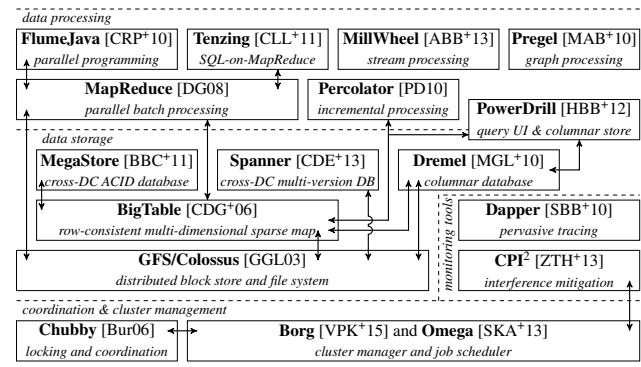 data processing
FlumeJava [CRP+10]
parallel programming
Tenzing [CLL+11]
SQL-on-MapReduce
MillWheel [ABB+13]
stream processing
Pregel [MAB+10]
graph processing
MapReduce [DG08]
parallel batch processing
Percolator [PD10]
incremental processing
PowerDrill [HBB+12]
query UI & columnar store
data storage
MegaStore [BBC+11]
cross-DC ACID database
Spanner [CDE+13]
cross-DC multi-version DB
Dremel [MGL+10]
columnar database
BigTable [CDG+06]
row-consistent multi-dimensional sparse map
monitoring tools
Dapper [SBB+10]
pervasive tracing
GFS/Colossus [GGL03]
distributed block store and file system
CPI2 [ZTH+13]
interference mitigation
coordination & cluster management
Chubby [Bur06]
locking and coordination
Borg [VPK+15] and Omega [SKA+13]
cluster manager and job scheduler